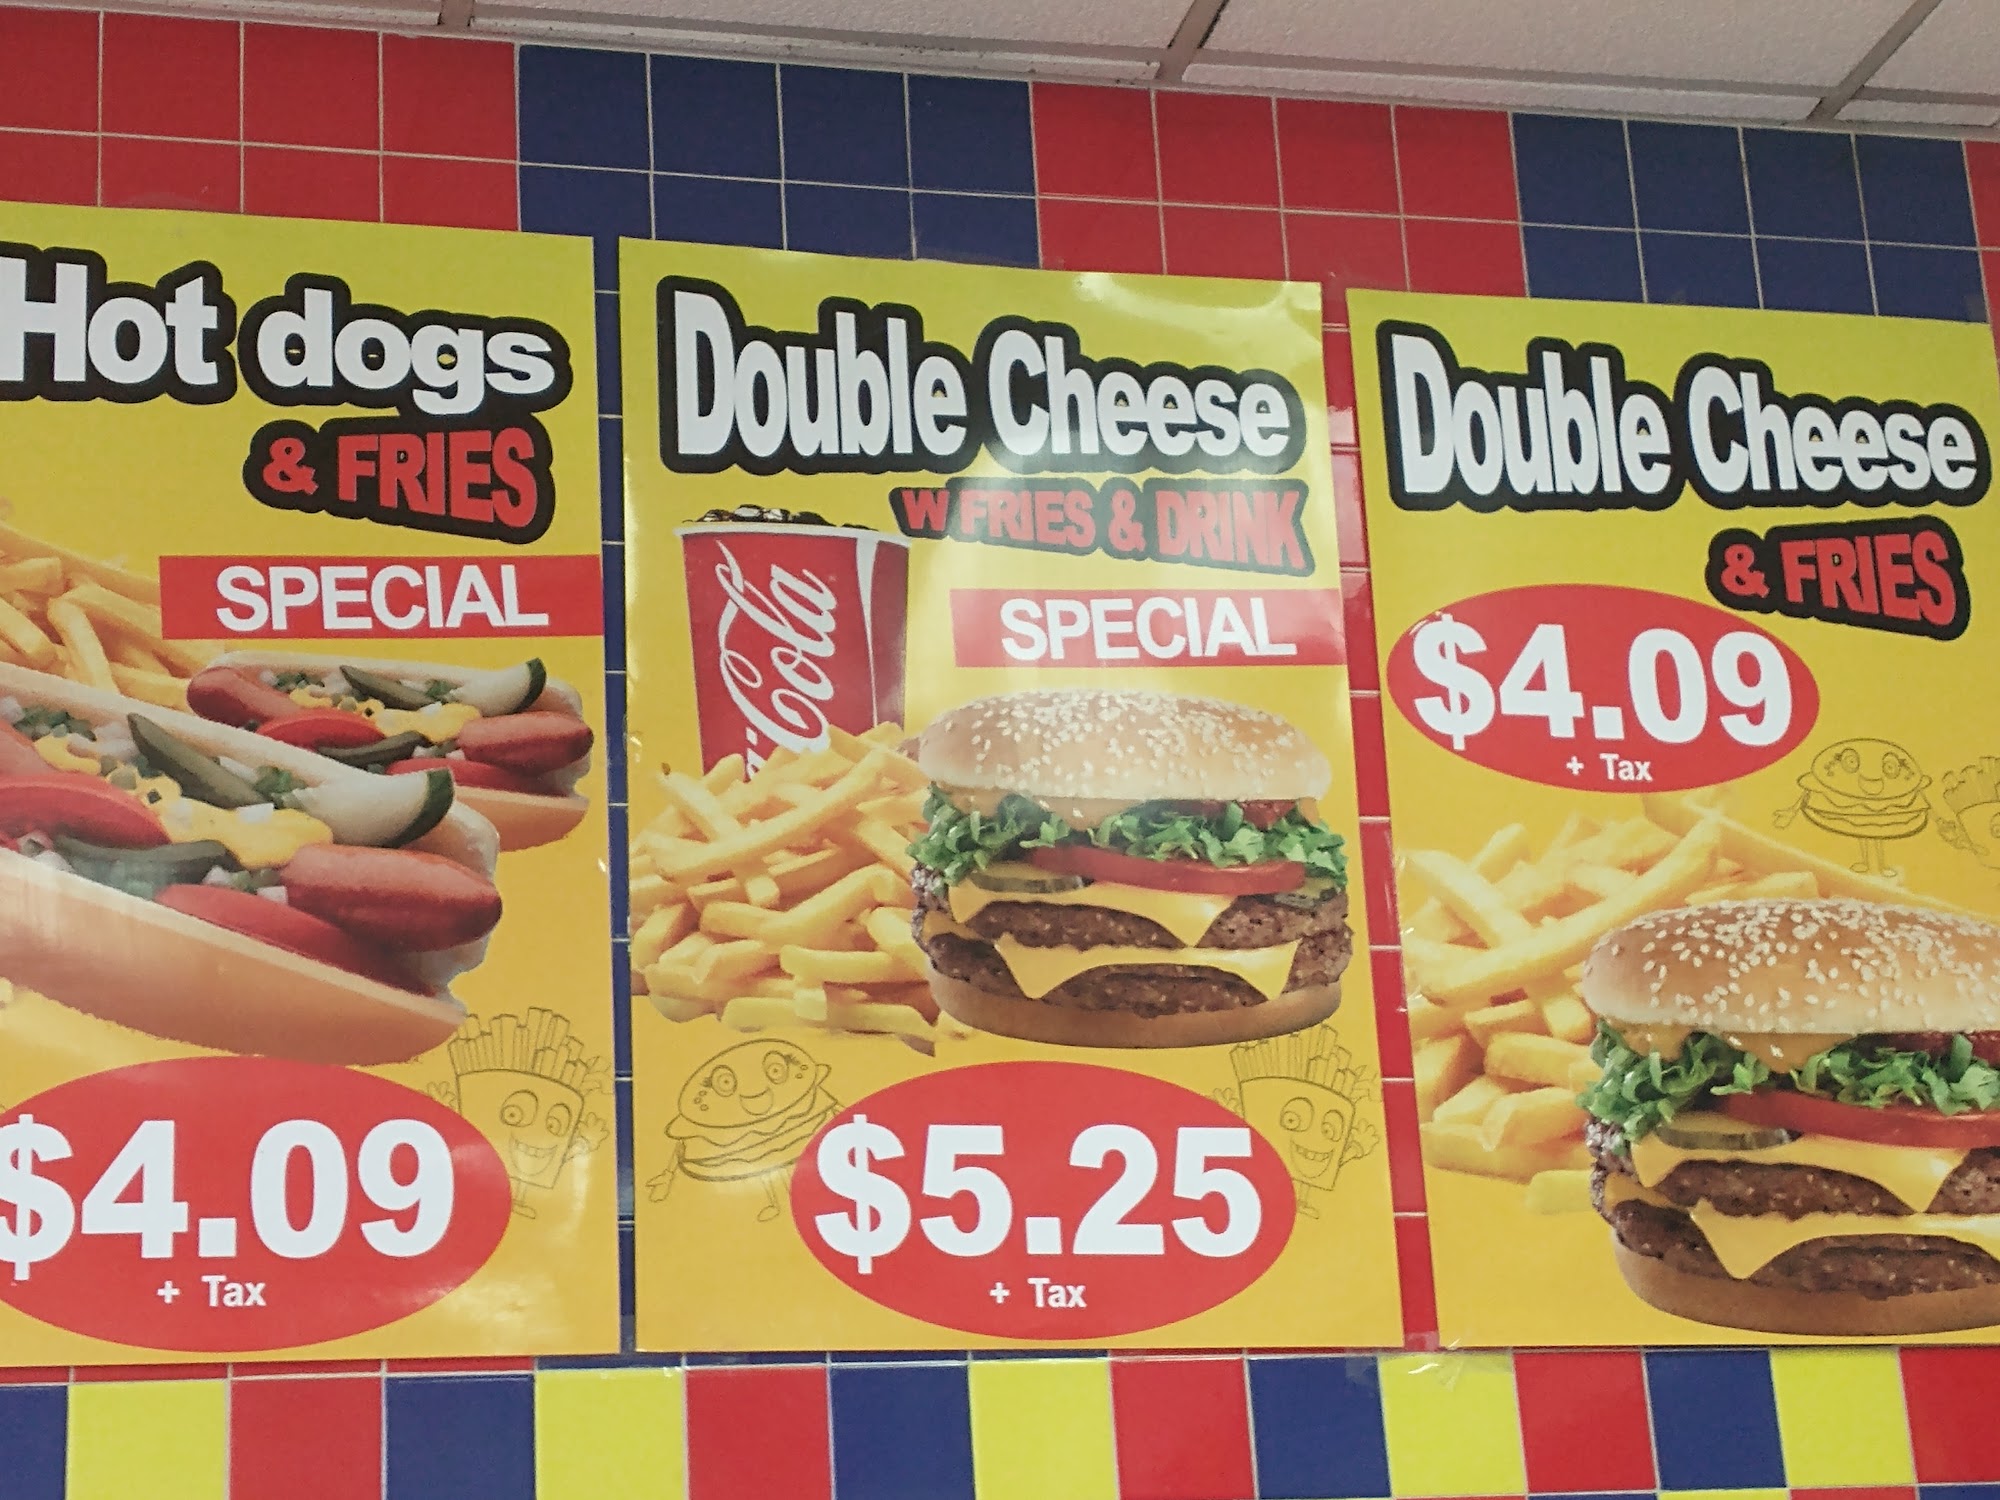 Hot dogs
& FRIES
SPECIAL
$4.09
+ Tax
Double Cheese
W FRIES & DRINK
Cola
SPECIAL
$5.25
+ Tax
Double Cheese
& FRIES
$4.09
+ Tax